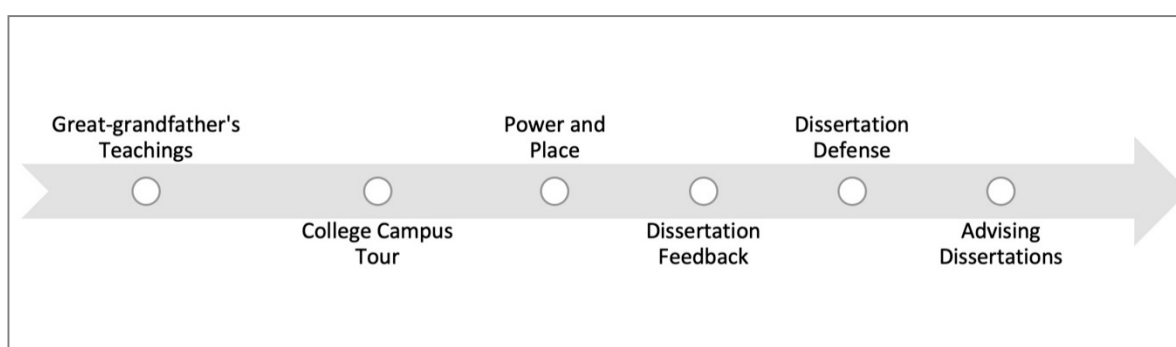 Great-grandfather's
Teachings
College Campus
Tour
Power and
Place
Dissertation
Feedback
Dissertation
Defense
Advising
Dissertations